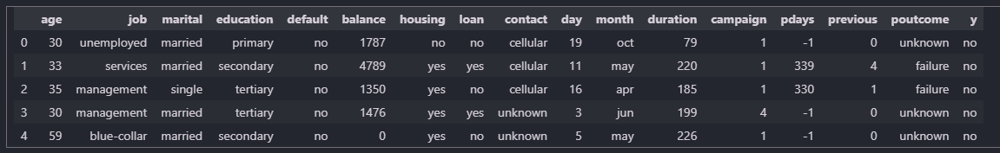 age job marital education default balance housing loan contact day month duration campaign pdays previous poutcome y
0 30 unemployed married primary no 1787 no no cellular 19 oct 79 1 -1 0 unknown no
1 33 services married secondary no 4789 yes yes cellular 11 may 220 1 339 4 failure no
2 35 management single tertiary no 1350 yes no cellular 16 apr 185 1 330 1 failure no
3 30 management married tertiary no 1476 yes yes unknown 3 jun 199 4 -1 0 unknown no
4 59 blue-collar married secondary no 0 yes no unknown 5 may 226 1 -1 0 unknown no